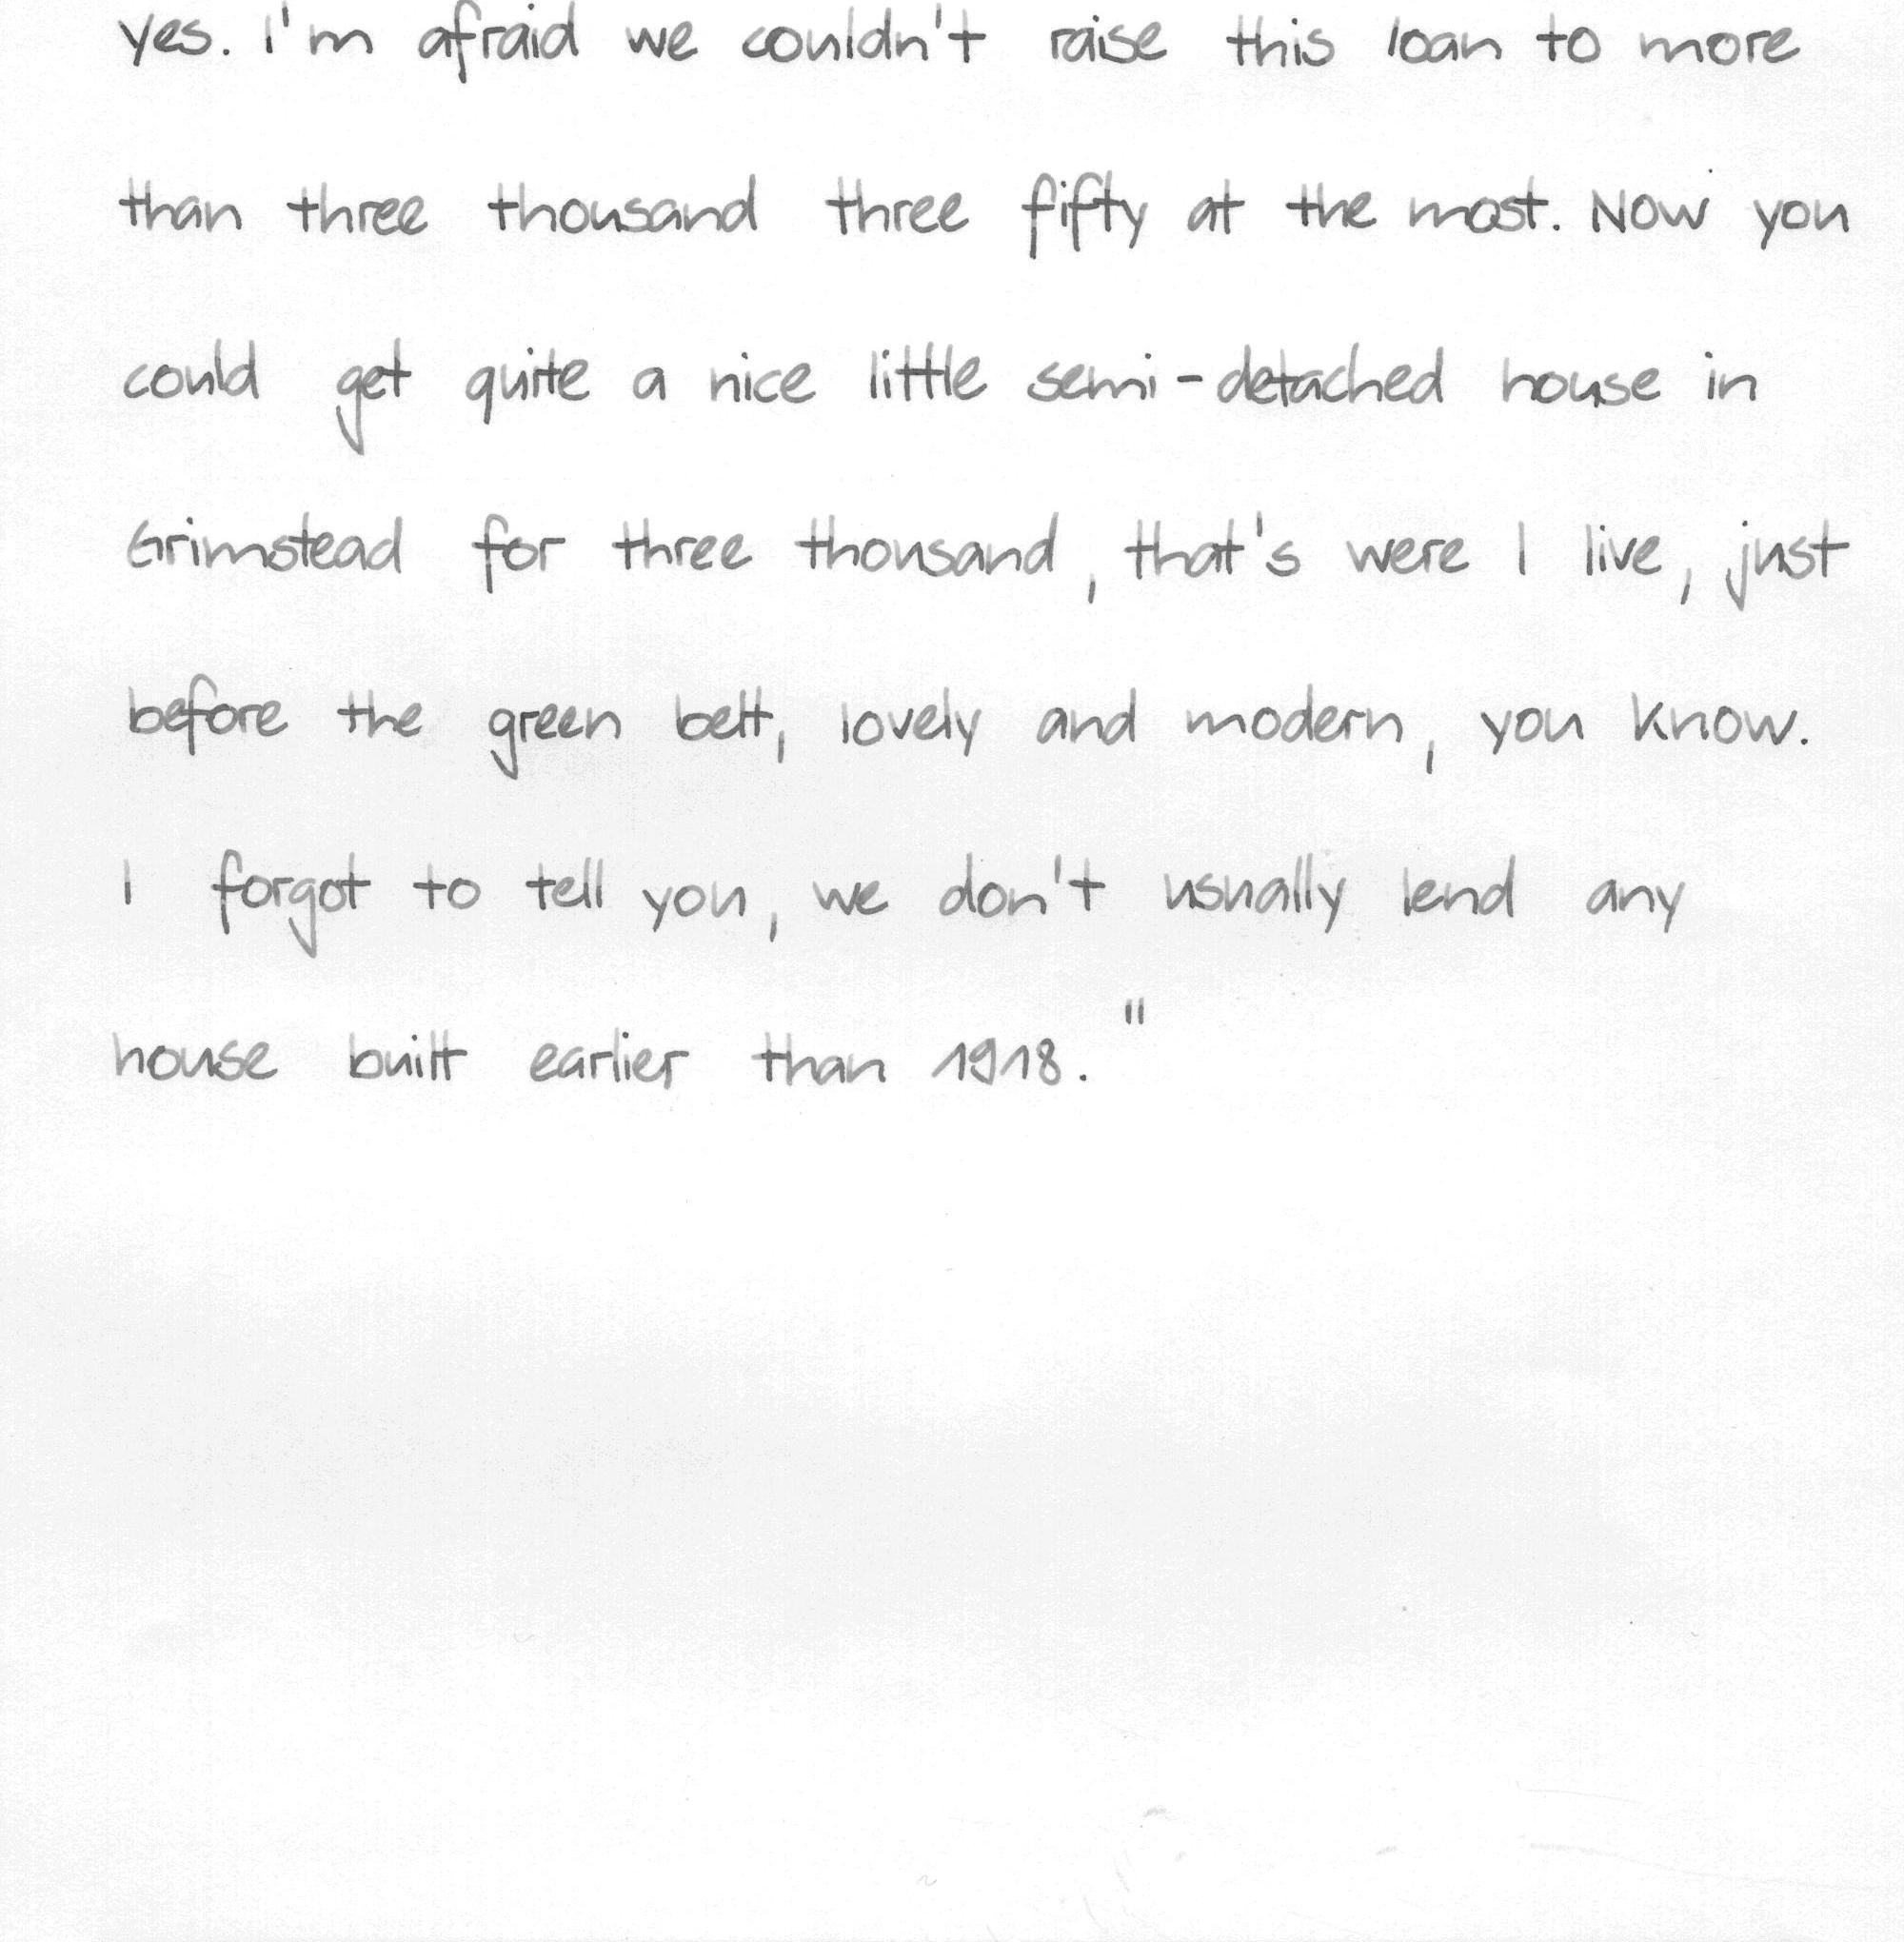 yes. I'm afraid we couldn't raise this loan to more
than three thousand three fifty at the most. Now you
could get quite a nice little semi-detached house in
Grimstead for three thousand, that's were I live, just
before the green belt, lovely and modern, you know.
I forgot to tell you, we don't usually lend any
house built earlier than 1918."